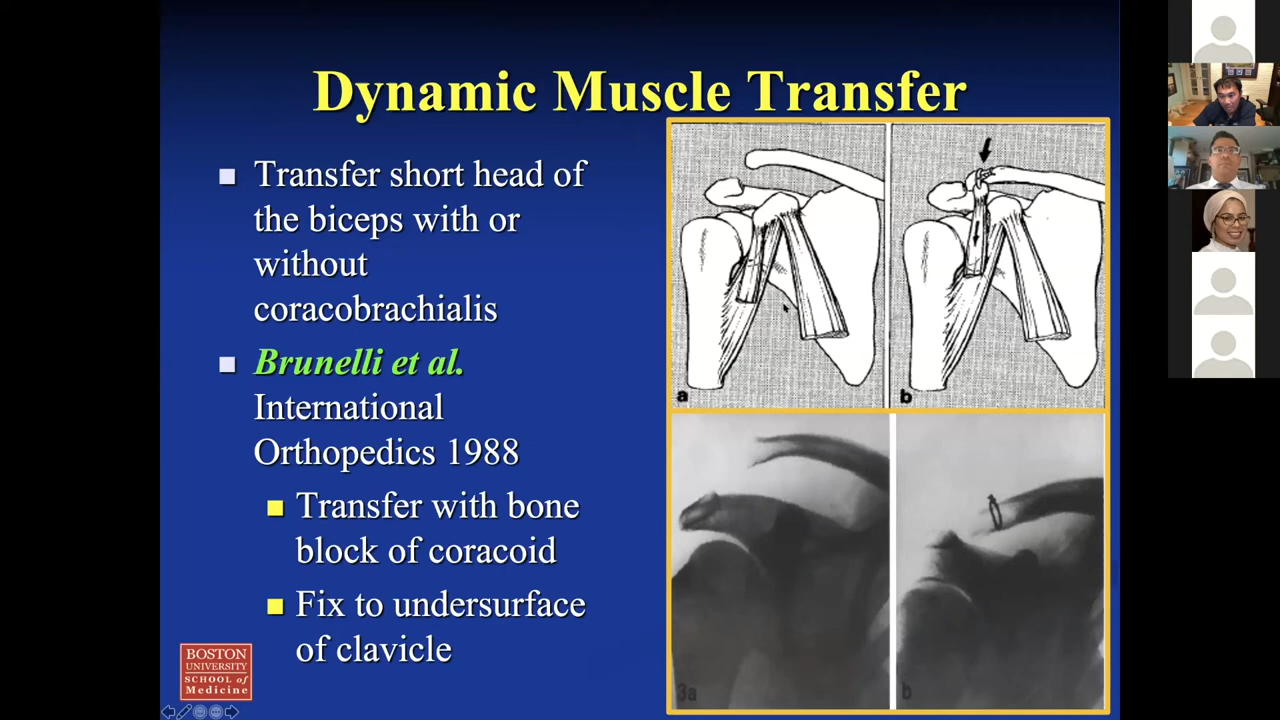 Dynamic Muscle Transfer
Transfer short head of
the biceps with or
without
coracobrachialis
Brunelli et al.
International
Orthopedics 1988
Transfer with bone
block of coracoid
Fix to undersurface
of clavicle
a
b
3a
b
BOSTON
UNIVERSITY
SCHOOL of
Medicine